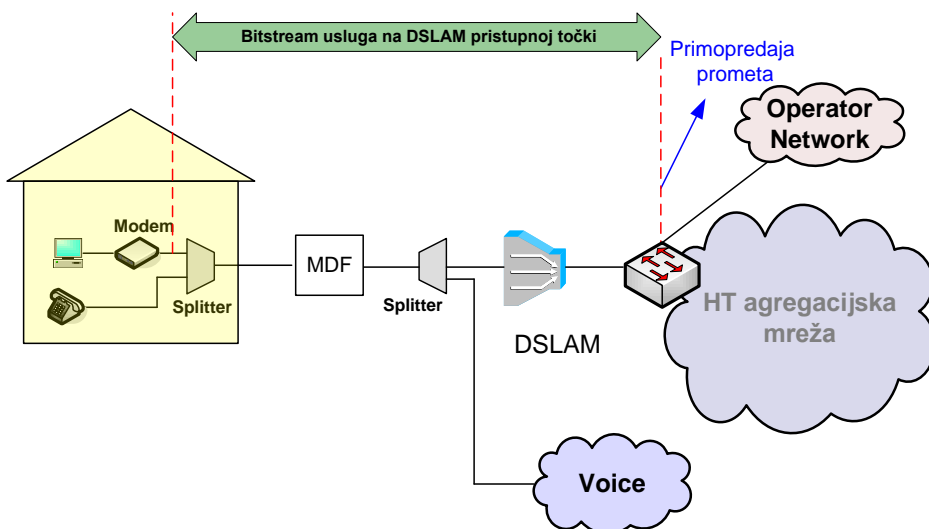 Bitstream usluga na DSLAM pristupnoj točki
Primopredaja
prometa
Operator
Network
Modem
Splitter
MDF
Splitter
DSLAM
HT agregacijska
mreža
Voice